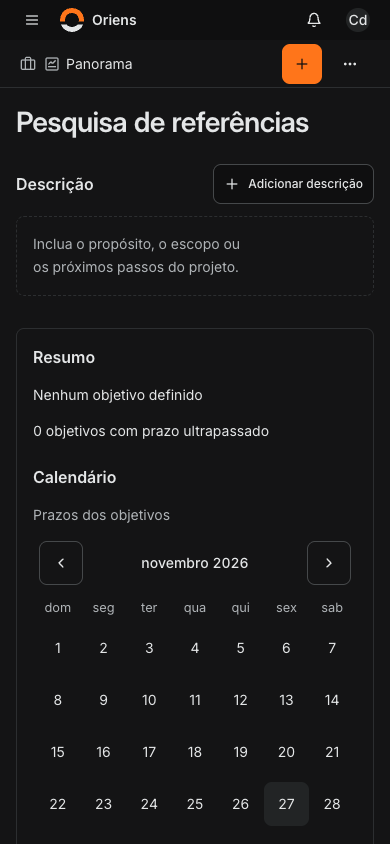 Oriens
Cd
Panorama
Pesquisa de referências
Descrição
Adicionar descrição
Inclua o propósito, o escopo ou
os próximos passos do projeto.
Resumo
Nenhum objetivo definido
0 objetivos com prazo ultrapassado
Calendário
Prazos dos objetivos
novembro 2026
dom seg ter qua qui sex sab
1 2 3 4 5 6 7
8 9 10 11 12 13 14
15 16 17 18 19 20 21
22 23 24 25 26 27 28